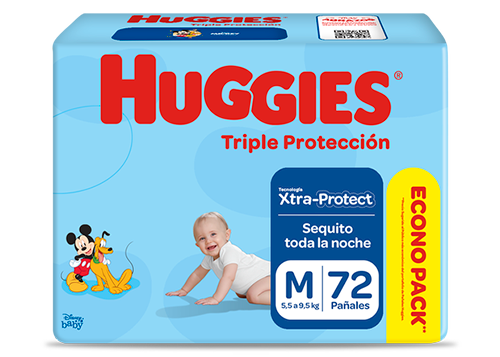 HUGGIES®
Triple Protección
Tecnología
Xtra-Protect
Sequito
toda la noche
M
5,5 a 9,5 kg
72
Pañales
ECONO PACK**
Disney
baby